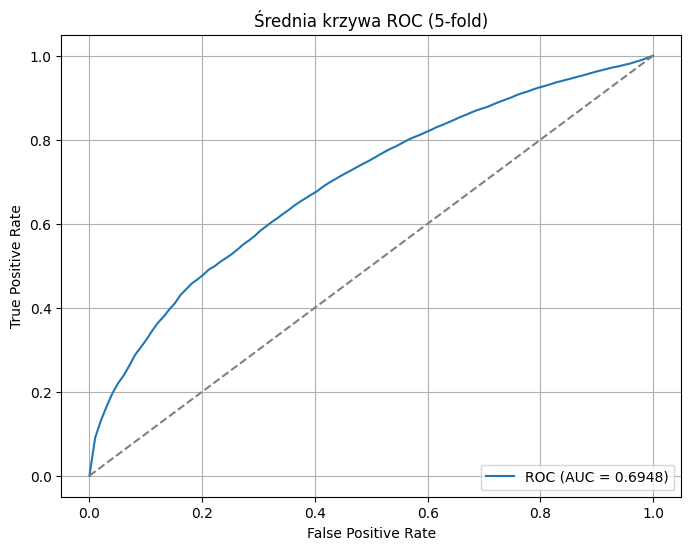 Średnia krzywa ROC (5-fold)
True Positive Rate
1.0
0.8
0.6
0.4
0.2
0.0
0.0 0.2 0.4 0.6 0.8 1.0
False Positive Rate
ROC (AUC = 0.6948)